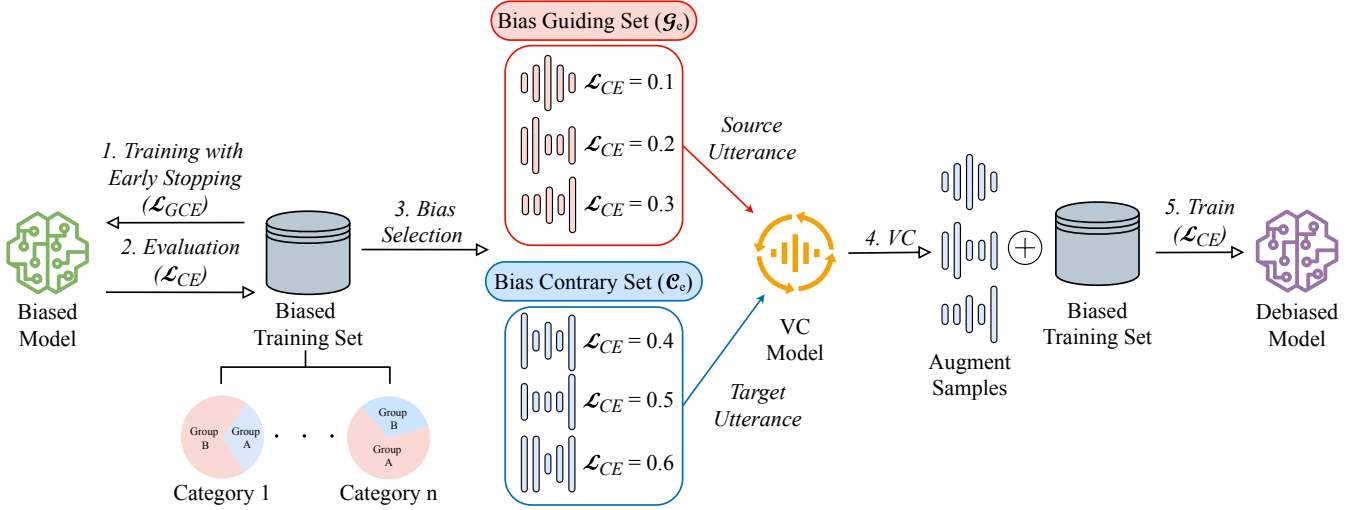 Bias Guiding Set (𝓖e)
𝓛CE = 0.1
𝓛CE = 0.2
𝓛CE = 0.3
1. Training with
Early Stopping
(𝓛GCE)
2. Evaluation
(𝓛CE)
Biased
Model
Biased
Training Set
3. Bias
Selection
Group
B
Group
A
Category 1
. . .
Group
B
Group
A
Category n
Bias Contrary Set (𝓒e)
𝓛CE = 0.4
𝓛CE = 0.5
𝓛CE = 0.6
Source
Utterance
Target
Utterance
VC
Model
4. VC
Augment
Samples
+
Biased
Training Set
5. Train
(𝓛CE)
Debiased
Model